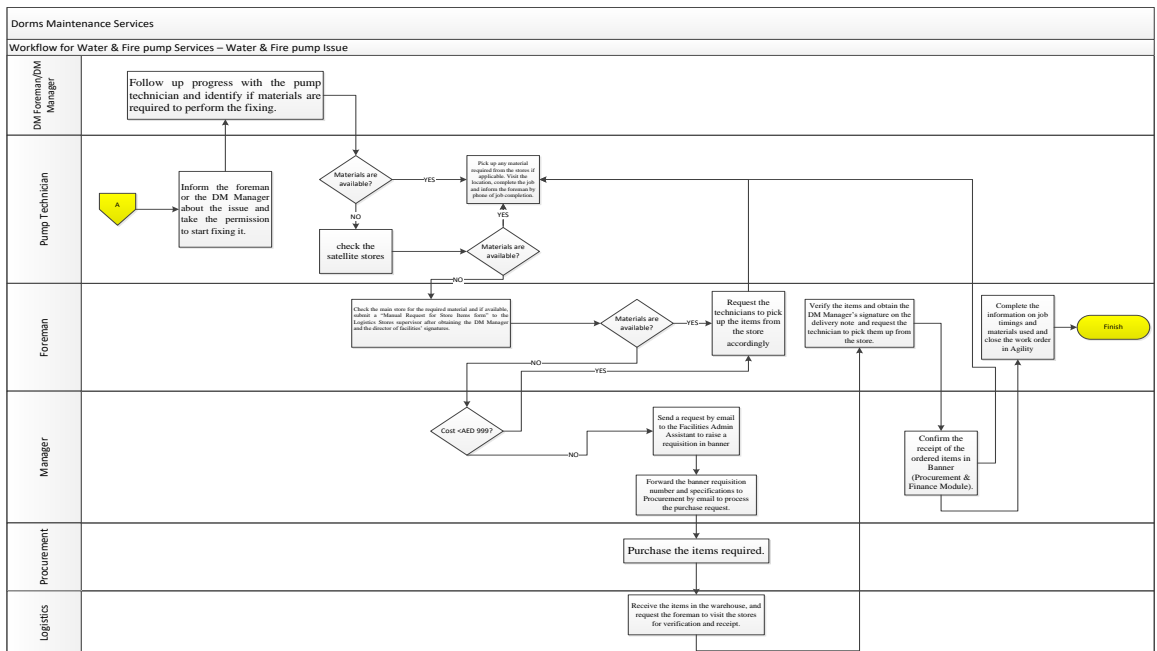 Dorms Maintenance Services
Workflow for Water & Fire pump Services – Water & Fire pump Issue
DM Foreman/DM
Manager
Follow up progress with the pump
technician and identify if materials are
required to perform the fixing.
Pump Technician
A
Inform the foreman
or the DM Manager
about the issue and
take the permission
to start fixing it.
Materials are
available?
YES
Pick up any material
required from the stores if
applicable. Visit the
location, complete the job
and inform the foreman by
phone of job completion.
NO
YES
check the
satellite stores
Materials are
available?
NO
Foreman
Check the main store for the required material and if available,
submit a “Manual Request for Store Items form” to the
Logistics Stores supervisor after obtaining the DM Manager
and the director of facilities’ signatures.
Materials are
available?
YES
Request the
technicians to pick
up the items from
the store
accordingly
Verify the items and obtain the
DM Manager’s signature on the
delivery note and request the
technician to pick them up from
the store.
Complete the
information on job
timings and
materials used and
close the work order
in Agility
Finish
NO
YES
Manager
Cost <AED 999?
NO
Send a request by email
to the Facilities Admin
Assistant to raise a
requisition in banner
Forward the banner requisition
number and specifications to
Procurement by email to process
the purchase request.
Confirm the
receipt of the
ordered items in
Banner
(Procurement &
Finance Module).
Procurement
Purchase the items required.
Logistics
Receive the items in the warehouse, and
request the foreman to visit the stores
for verification and receipt.